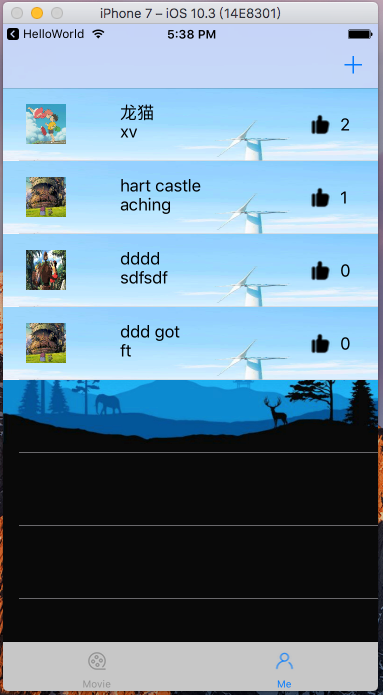 iPhone 7 – iOS 10.3 (14E8301)
HelloWorld 5:38 PM
+
龙猫
xv
2
hart castle
aching
1
dddd
sdfsdf
0
ddd got
ft
0
Movie Me